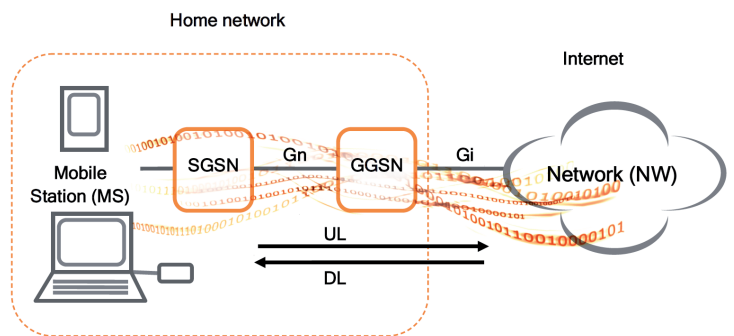 Home network
Internet
Mobile
Station (MS)
SGSN
Gn
GGSN
Gi
Network (NW)
UL
DL